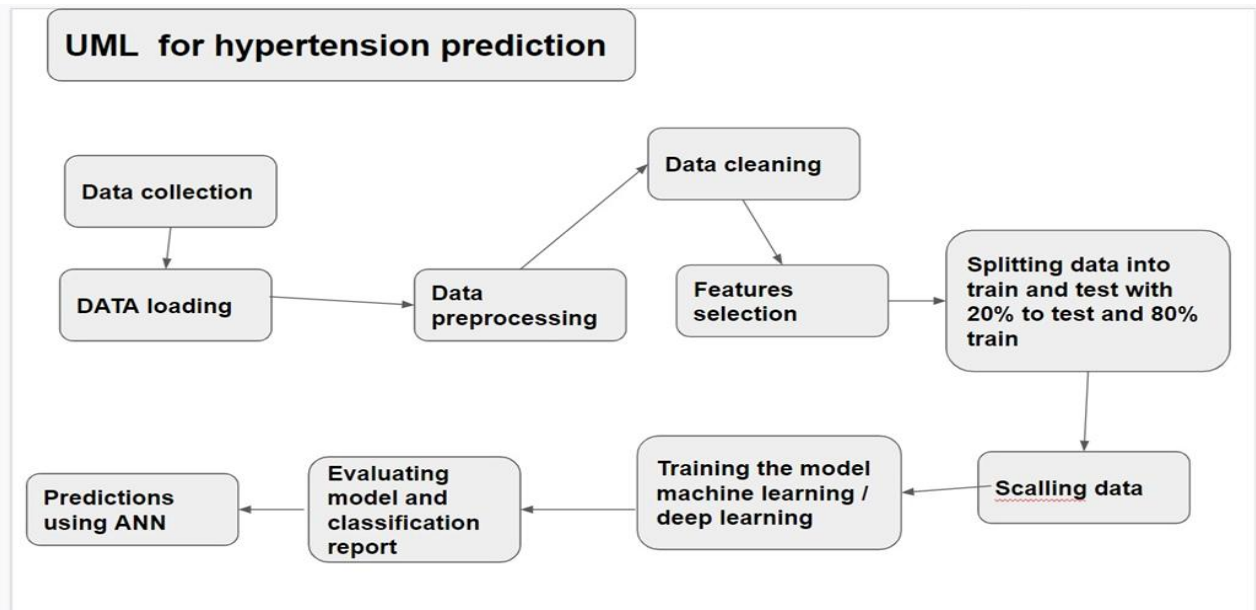 UML for hypertension prediction
Data collection
DATA loading
Data
preprocessing
Data cleaning
Features
selection
Splitting data into
train and test with
20% to test and 80%
train
Scalling data
Training the model
machine learning /
deep learning
Evaluating
model and
classification
report
Predictions
using ANN